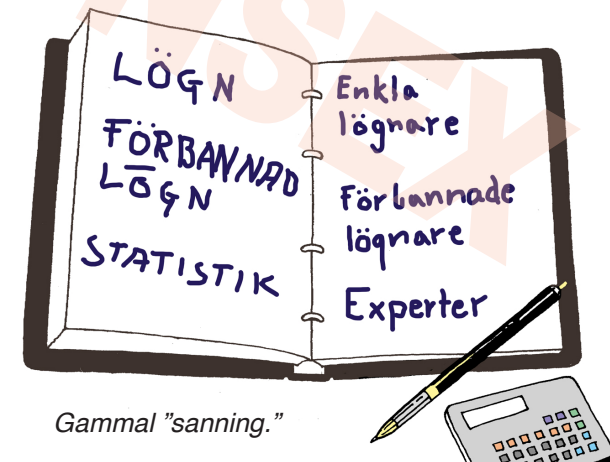 LÖGN
FÖRBANNAD
LÖGN
STATISTIK
Enkla
lögnare
Förbannade
lögnare
Experter
Gammal ”sanning.”